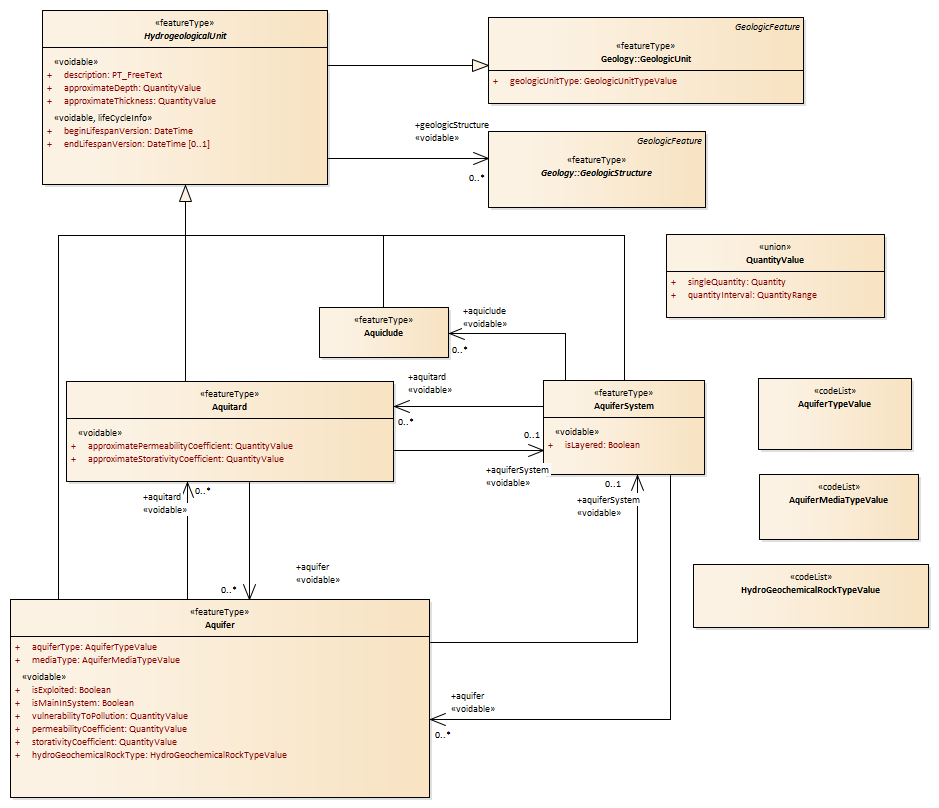 «featureType»
HydrogeologicalUnit
«voidable»
+ description: PT_FreeText
+ approximateDepth: QuantityValue
+ approximateThickness: QuantityValue
«voidable, lifeCycleInfo»
+ beginLifespanVersion: DateTime
+ endLifespanVersion: DateTime [0..1]
GeologicFeature
«featureType»
Geology::GeologicUnit
+ geologicUnitType: GeologicUnitTypeValue
+geologicStructure
«voidable»
0..*
GeologicFeature
«featureType»
Geology::GeologicStructure
«union»
QuantityValue
+ singleQuantity: Quantity
+ quantityInterval: QuantityRange
«featureType»
Aquiclude
+aquiclude
«voidable»
0..*
«featureType»
Aquitard
«voidable»
+ approximatePermeabilityCoefficient: QuantityValue
+ approximateStorativityCoefficient: QuantityValue
+aquitard
«voidable»
0..*
«featureType»
AquiferSystem
«voidable»
+ isLayered: Boolean
0..1
+aquiferSystem
«voidable»
0..1
+aquiferSystem
«voidable»
«codeList»
AquiferTypeValue
«codeList»
AquiferMediaTypeValue
«codeList»
HydroGeochemicalRockTypeValue
+aquitard
«voidable»
0..*
+aquifer
«voidable»
0..*
«featureType»
Aquifer
+ aquiferType: AquiferTypeValue
+ mediaType: AquiferMediaTypeValue
«voidable»
+ isExploited: Boolean
+ isMainInSystem: Boolean
+ vulnerabilityToPollution: QuantityValue
+ permeabilityCoefficient: QuantityValue
+ storativityCoefficient: QuantityValue
+ hydroGeochemicalRockType: HydroGeochemicalRockTypeValue
+aquifer
«voidable»
0..*